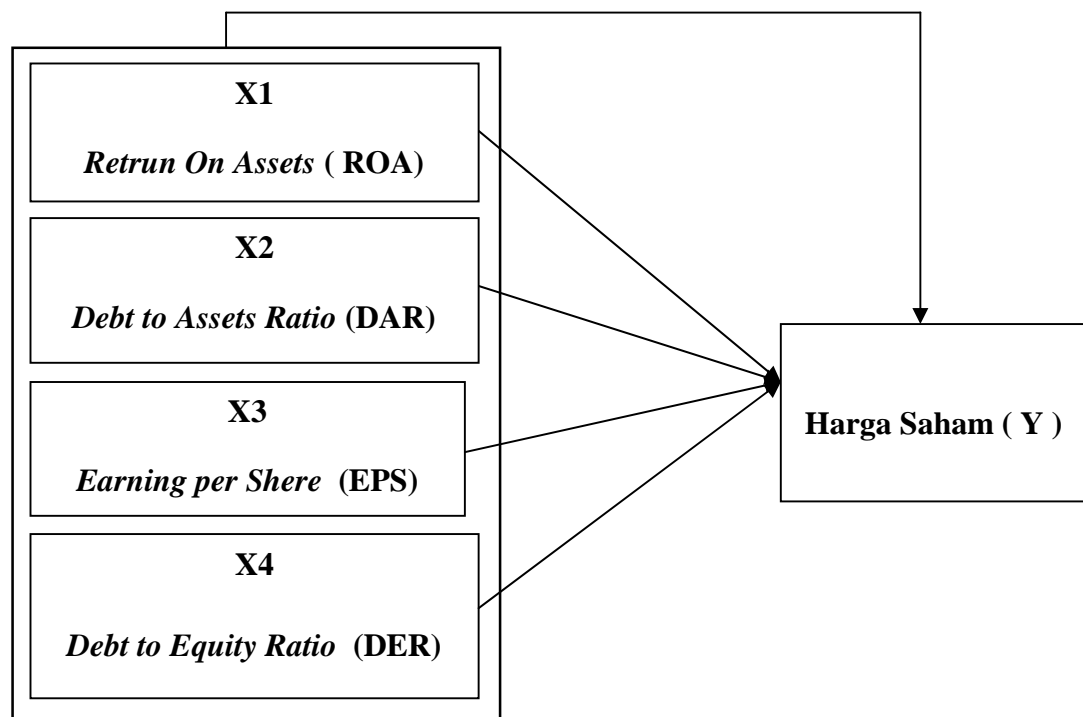 X1
Retrun On Assets ( ROA)
X2
Debt to Assets Ratio (DAR)
X3
Earning per Shere (EPS)
X4
Debt to Equity Ratio (DER)
Harga Saham ( Y )